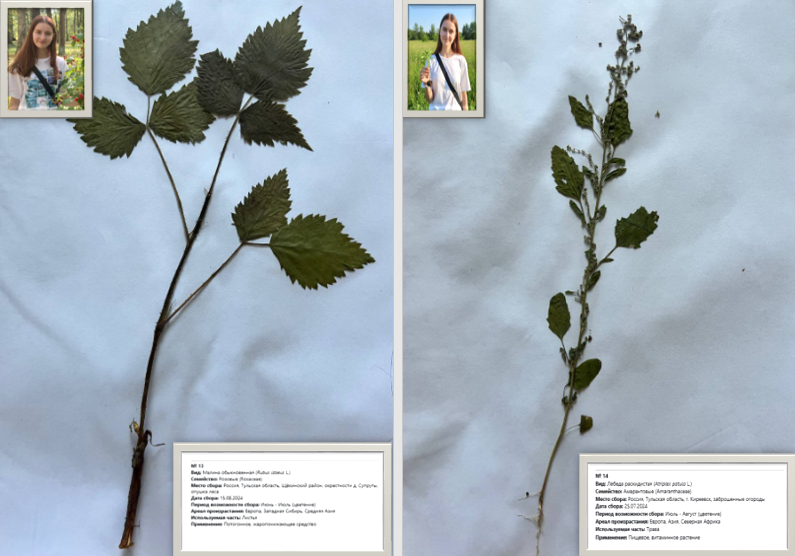 № 13
Вид: Малина обыкновенная (Rubus idaeus L.)
Семейство: Розовые (Rosaceae)
Место сбора: Россия, Тульская область, Щекинский район, окрестности д. Супруты,
опушка леса
Дата сбора: 15.08.2024
Период возможности сбора: Июнь - Июль (цветение)
Ареал произрастания: Европа, Западная Сибирь, Средняя Азия
Используемая часть: Листья
Применение: Потогонное, жаропонижающее средство
№ 14
Вид: Лебеда раскидистая (Atriplex patula L.)
Семейство: Амарантовые (Amaranthaceae)
Место сбора: Россия, Тульская область, г. Киреевск, заброшенные огороды
Дата сбора: 25.07.2024
Период возможности сбора: Июль - Август (цветение)
Ареал произрастания: Европа, Азия, Северная Африка
Используемая часть: Трава
Применение: Пищевое, витаминное растение